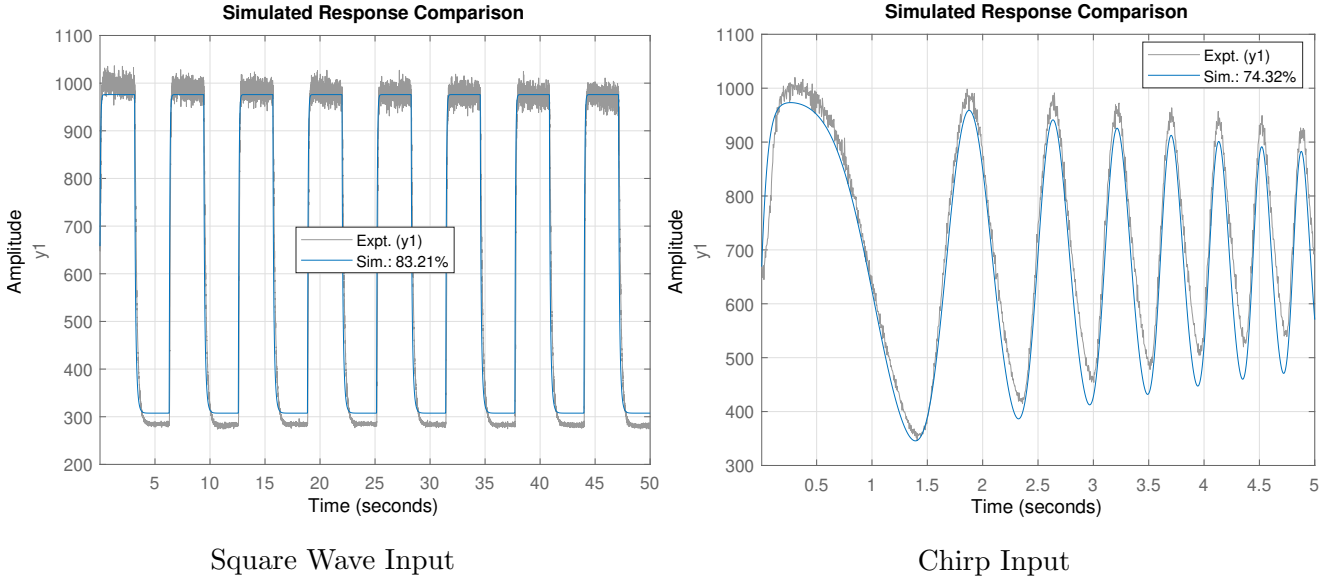 Simulated Response Comparison
1100
1000
900
800
700
600
500
400
300
200
Amplitude
y1
Expt. (y1)
Sim.: 83.21%
5 10 15 20 25 30 35 40 45 50
Time (seconds)
Square Wave Input
Simulated Response Comparison
1100
1000
900
800
700
600
500
400
300
Amplitude
y1
Expt. (y1)
Sim.: 74.32%
0.5 1 1.5 2 2.5 3 3.5 4 4.5 5
Time (seconds)
Chirp Input